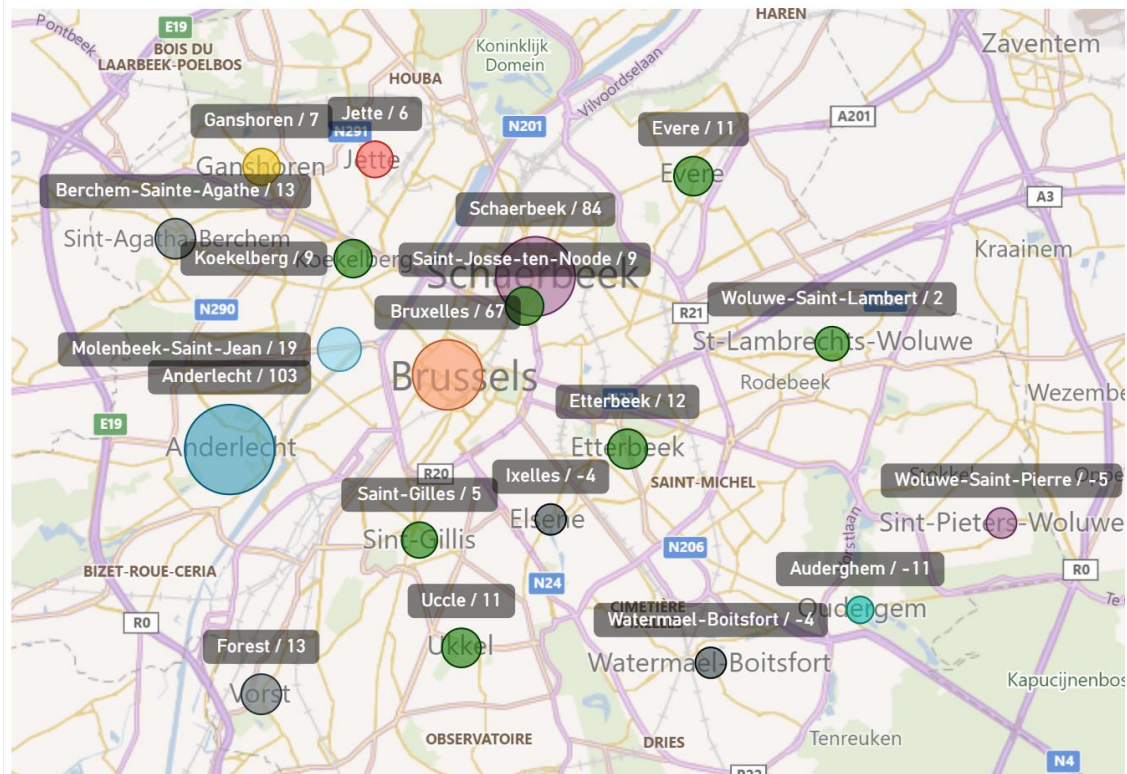 HAREN
E19
Pontbeek
BOIS DU
LAARBEEK-POELBOS
Koninklijk
Domein
Zaventem
HOUBA
Vilvoordselaan
Ganshoren / 7
Jette / 6
N291
N201
Evere / 11
A201
Ganshoren
Jette
Evere
Berchem-Sainte-Agathe / 13
Schaerbeek / 84
A3
Sint-Agatha-Berchem
Koekelberg / 9
Koekelberg
Saint-Josse-ten-Noode / 9
Schaerbeek
Kraainem
N290
Bruxelles / 67
R21
Woluwe-Saint-Lambert / 2
Molenbeek-Saint-Jean / 19
St-Lambrechts-Woluwe
Anderlecht / 103
Brussels
Rodebeek
Wezembe
E19
Etterbeek / 12
Anderlecht
Etterbeek
R20
Ixelles / -4
SAINT-MICHEL
Woluwe-Saint-Pierre / -5
Saint-Gilles / 5
Elsene
Sint-Pieters-Woluwe
Sint-Gillis
N206
BIZET-ROUE-CERIA
Auderghem / -11
R0
N24
Uccle / 11
CIMETIÈRE
Oudergem
R0
Watermael-Boitsfort / -4
Forest / 13
Ukkel
Watermael-Boitsfort
Vorst
Kapucijnenbos
OBSERVATOIRE
DRIES
Tenreuken
N4
R22